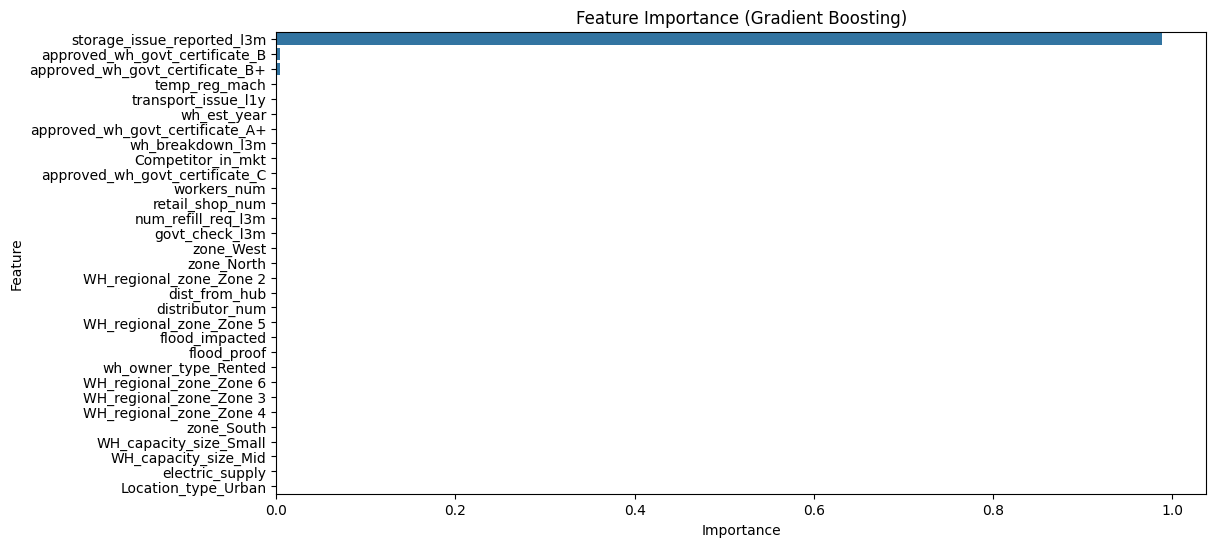 Feature Importance (Gradient Boosting)
storage_issue_reported_l3m
approved_wh_govt_certificate_B
approved_wh_govt_certificate_B+
temp_reg_mach
transport_issue_l1y
wh_est_year
approved_wh_govt_certificate_A+
wh_breakdown_l3m
Competitor_in_mkt
approved_wh_govt_certificate_C
workers_num
retail_shop_num
num_refill_req_l3m
govt_check_l3m
zone_West
zone_North
WH_regional_zone_Zone 2
dist_from_hub
distributor_num
WH_regional_zone_Zone 5
flood_impacted
flood_proof
wh_owner_type_Rented
WH_regional_zone_Zone 6
WH_regional_zone_Zone 3
WH_regional_zone_Zone 4
zone_South
WH_capacity_size_Small
WH_capacity_size_Mid
electric_supply
Location_type_Urban
Feature
0.0 0.2 0.4 0.6 0.8 1.0
Importance